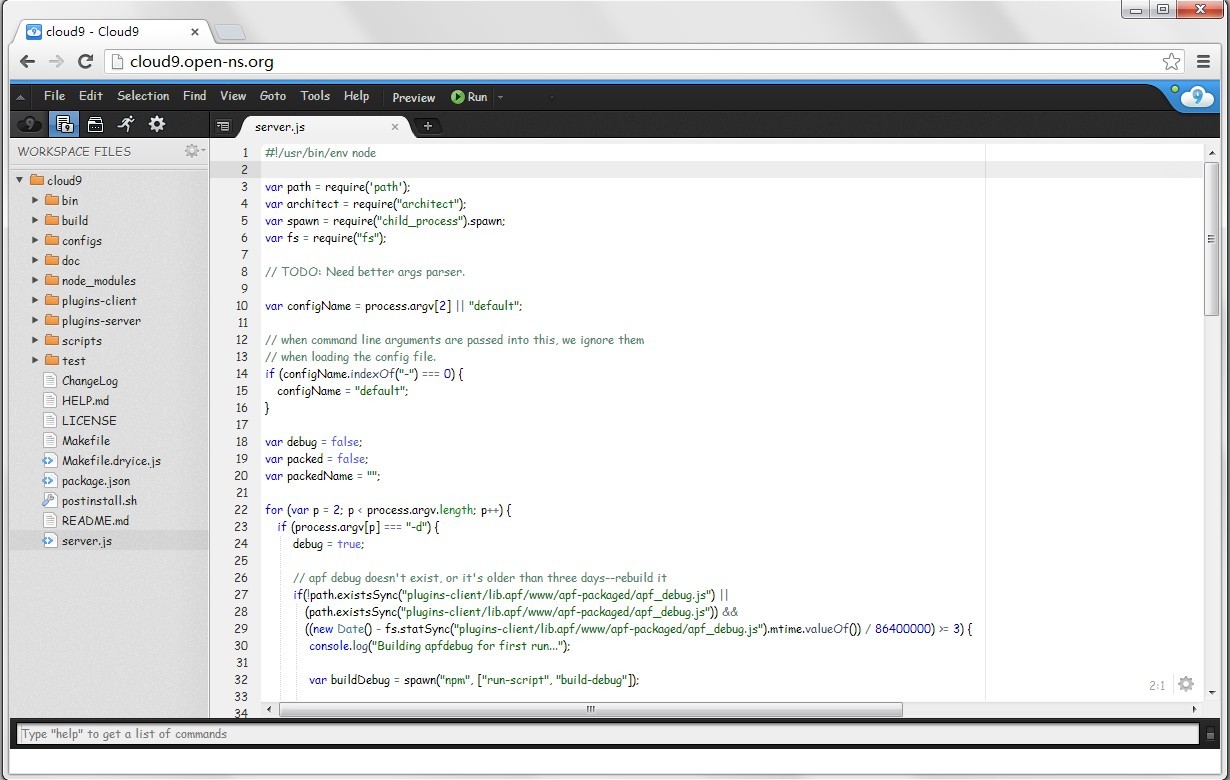 cloud9 - Cloud9
cloud9.open-ns.org
File Edit Selection Find View Goto Tools Help Preview Run
server.js
WORKSPACE FILES
cloud9
bin
build
configs
doc
node_modules
plugins-client
plugins-server
scripts
test
ChangeLog
HELP.md
LICENSE
Makefile
Makefile.dryice.js
package.json
postinstall.sh
README.md
server.js
1 #!/usr/bin/env node
2
3 var path = require('path');
4 var architect = require("architect");
5 var spawn = require("child_process").spawn;
6 var fs = require("fs");
7
8 // TODO: Need better args parser.
9
10 var configName = process.argv[2] || "default";
11
12 // when command line arguments are passed into this, we ignore them
13 // when loading the config file.
14 if (configName.indexOf("-") === 0) {
15 configName = "default";
16 }
17
18 var debug = false;
19 var packed = false;
20 var packedName = "";
21
22 for (var p = 2; p < process.argv.length; p++) {
23 if (process.argv[p] === "-d") {
24 debug = true;
25
26 // apf debug doesn't exist, or it's older than three days--rebuild it
27 if(!path.existsSync("plugins-client/lib.apf/www/apf-packaged/apf_debug.js") ||
28 (path.existsSync("plugins-client/lib.apf/www/apf-packaged/apf_debug.js")) &&
29 ((new Date() - fs.statSync("plugins-client/lib.apf/www/apf-packaged/apf_debug.js").mtime.valueOf()) / 86400000) >= 3) {
30 console.log("Building apfdebug for first run...");
31
32 var buildDebug = spawn("npm", ["run-script", "build-debug"]);
33
34
2:1
Type "help" to get a list of commands